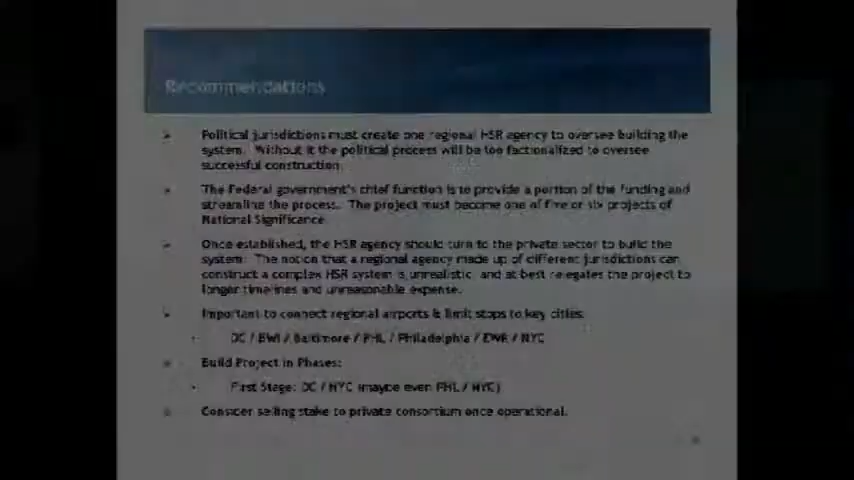 Recommendations
Political jurisdictions must create one regional HSR agency to oversee building the
system. Without it the political process will be too factionalized to oversee
successful construction.
The Federal government's chief function is to provide a portion of the funding and
streamline the process. The project must become one of five or six projects of
National Significance
Once established, the HSR agency should turn to the private sector to build the
system. The notion that a regional agency made up of different jurisdictions can
construct a complex HSR system is unrealistic and at best relegates the project to
longer timelines and unreasonable expense.
Important to connect regional airports & limit stops to key cities:
DC / BWI / Baltimore / PHL / Philadelphia / EWR / NYC
Build Project in Phases:
First Stage: DC / NYC (maybe even PHL / NYC)
Consider selling stake to private consortium once operational.